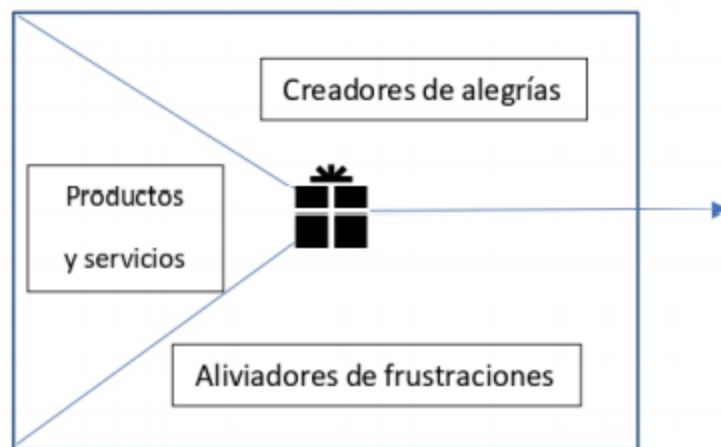 Creadores de alegrías
Productos
y servicios
Aliviadores de frustraciones